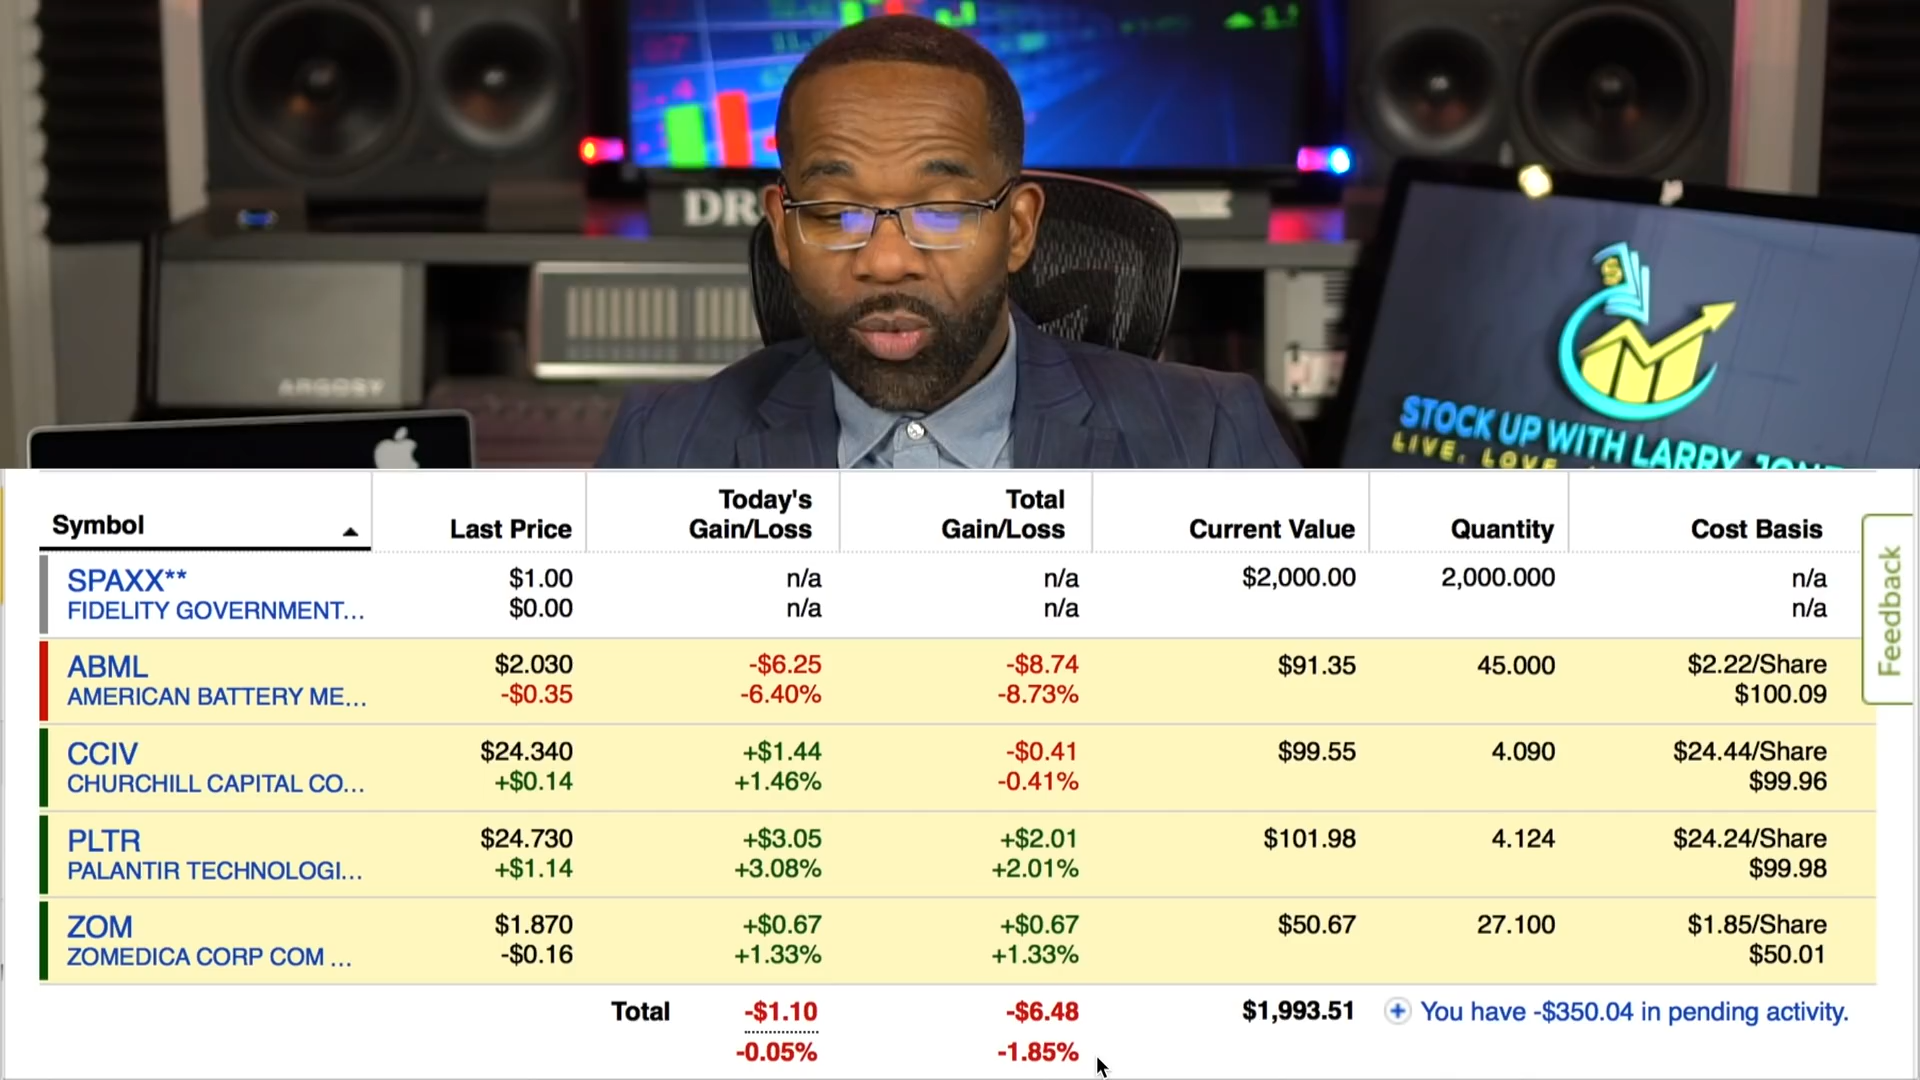 DR
ARGOSY
$
STOCK UP WITH LARRY JONE
LIVE. LOVE
Symbol
Last Price
Today's
Gain/Loss
Total
Gain/Loss
Current Value
Quantity
Cost Basis
SPAXX**
FIDELITY GOVERNMENT...
$1.00
$0.00
n/a
n/a
n/a
n/a
$2,000.00
2,000.000
n/a
n/a
ABML
AMERICAN BATTERY ME...
$2.030
-$0.35
-$6.25
-6.40%
-$8.74
-8.73%
$91.35
45.000
$2.22/Share
$100.09
CCIV
CHURCHILL CAPITAL CO...
$24.340
+$0.14
+$1.44
+1.46%
-$0.41
-0.41%
$99.55
4.090
$24.44/Share
$99.96
PLTR
PALANTIR TECHNOLOGI...
$24.730
+$1.14
+$3.05
+3.08%
+$2.01
+2.01%
$101.98
4.124
$24.24/Share
$99.98
ZOM
ZOMEDICA CORP COM ...
$1.870
-$0.16
+$0.67
+1.33%
+$0.67
+1.33%
$50.67
27.100
$1.85/Share
$50.01
Total
-$1.10
-0.05%
-$6.48
-1.85%
$1,993.51
You have -$350.04 in pending activity.
Feedback